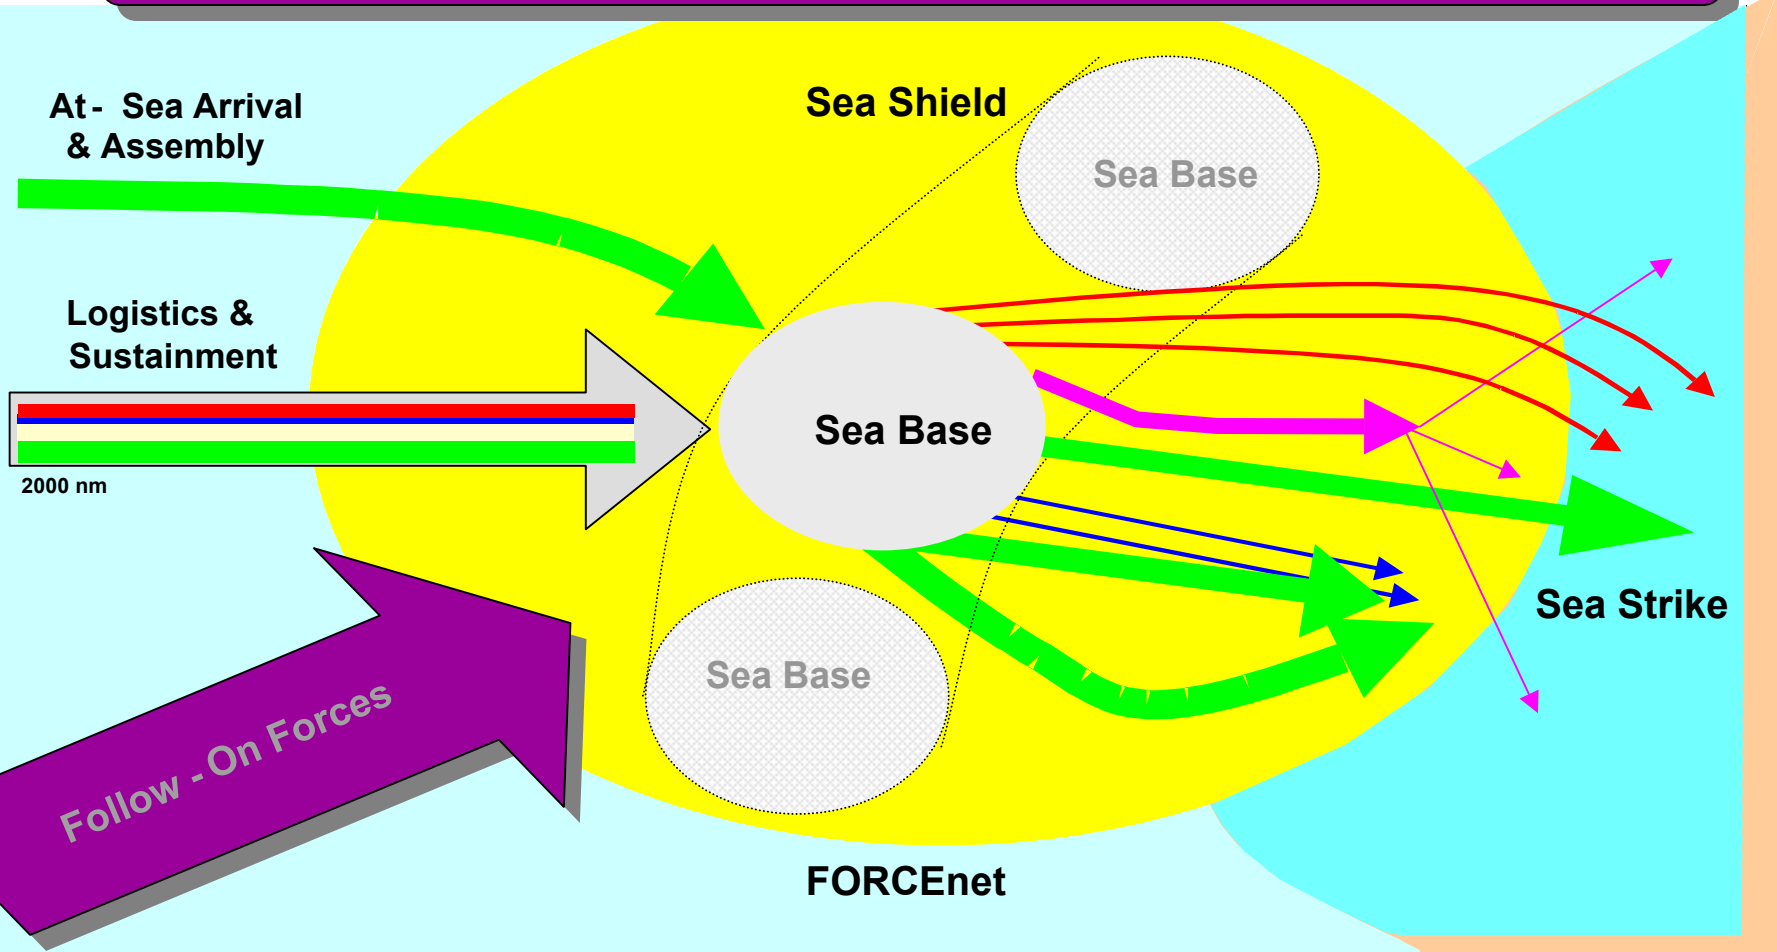 At - Sea Arrival
& Assembly
Sea Shield
Sea Base
Logistics &
Sustainment
Sea Base
2000 nm
Sea Strike
Sea Base
Follow - On Forces
FORCEnet